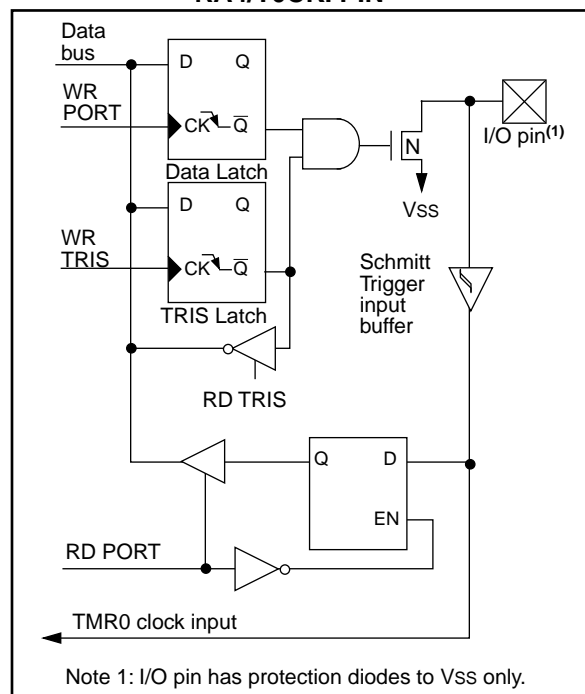 RA4/T0CKI PIN
Data
bus
D
Q
WR
PORT
CK
Q
I/O pin(1)
N
Data Latch
VSS
D
Q
WR
TRIS
CK
Q
Schmitt
Trigger
input
buffer
TRIS Latch
RD TRIS
Q
D
EN
RD PORT
TMR0 clock input
Note 1: I/O pin has protection diodes to VSS only.